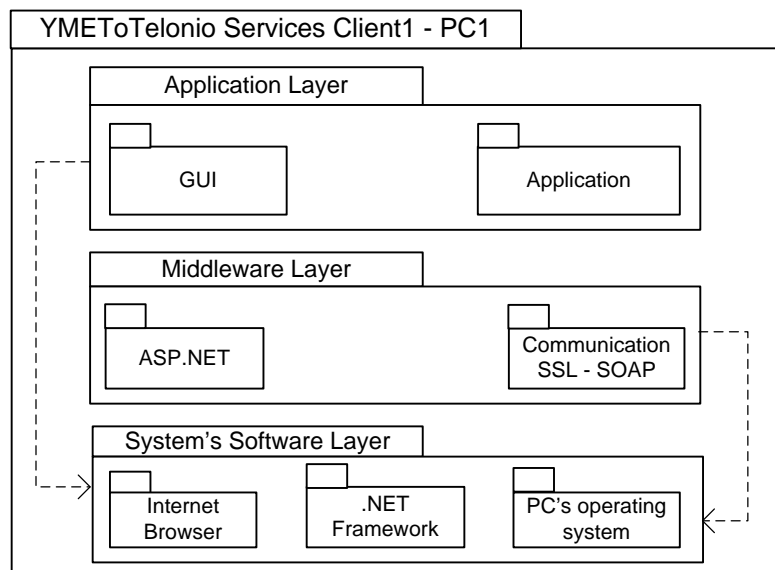 YMEToTelonio Services Client1 - PC1
Application Layer
GUI
Application
Middleware Layer
ASP.NET
Communication
SSL - SOAP
System's Software Layer
Internet
Browser
.NET
Framework
PC's operating
system